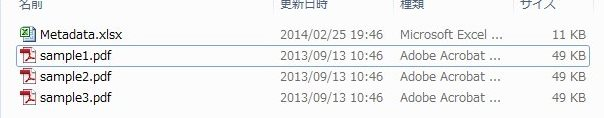 名前 更新日時 種類 サイズ
Metadata.xlsx 2014/02/25 19:46 Microsoft Excel ... 11 KB
sample1.pdf 2013/09/13 10:46 Adobe Acrobat ... 49 KB
sample2.pdf 2013/09/13 10:46 Adobe Acrobat ... 49 KB
sample3.pdf 2013/09/13 10:46 Adobe Acrobat ... 49 KB